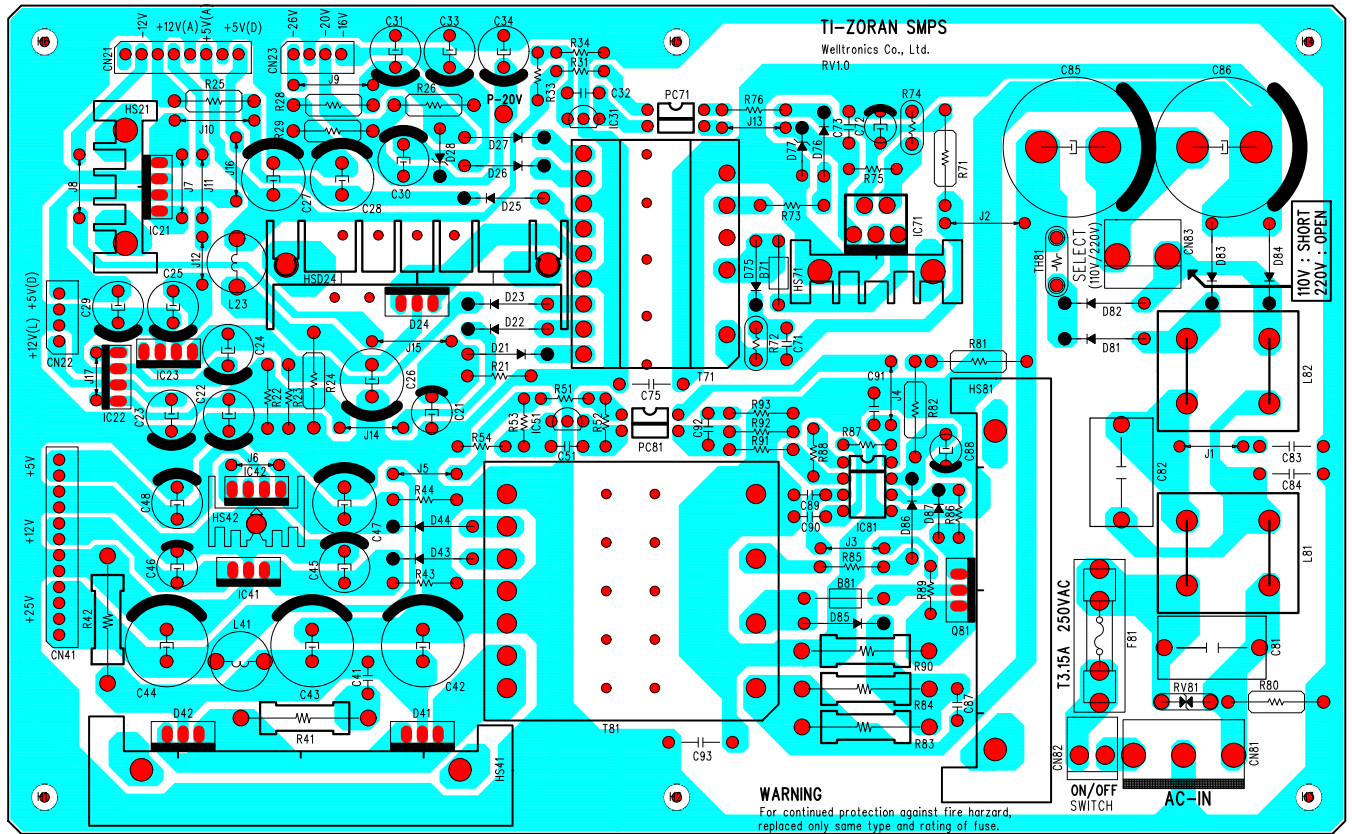 TI-ZORAN SMPS
Welltronics Co., Ltd.
RV1.0
-12V
+12V(A)
+5V(A)
+5V(D)
-26V
-20V
-16V
C31
C33
C34
R34
R31
C32
R33
IC31
PC71
R76
J13
R74
C73
C72
C85
C86
H6
H5
H4
CN21
CN23
R25
J9
R28
R26
P-20V
HS21
J10
R29
D27
D28
D26
D25
D77
D76
R75
R71
J8
J7
J11
J16
IC21
C27
C28
C30
R73
IC71
J2
SELECT
(110V/220V)
TH81
CN83
D83
D84
110V : SHORT
220V : OPEN
J12
L23
HSD24
D75
B71
HS71
C29
C25
+5V(D)
+12V(L)
CN22
D24
D23
D22
D21
D82
D81
C24
J15
R72
C71
R81
J17
IC23
IC22
C22
C23
R22
R23
R24
C26
R21
C21
T71
C75
HS81
L82
R51
R53
IC51
R52
C51
PC81
C92
R93
R92
R91
C91
J4
R82
R87
R88
C88
J14
R54
J1
C83
C84
C82
+5V
J6
IC42
J5
C48
HS42
R44
C47
D44
+12V
C89
C90
IC81
D86
D87
R86
C46
C45
D43
R43
IC41
J3
R85
R89
L81
+25V
R42
B81
D85
Q81
CN41
L41
C44
C43
C41
C42
R90
R84
R83
C87
T3.15A 250VAC
F81
C81
RV81
R80
D42
R41
D41
T81
HS41
C93
CN82
CN81
ON/OFF
SWITCH
AC-IN
H1
H2
H3
WARNING
For continued protection against fire harzard,
replaced only same type and rating of fuse.